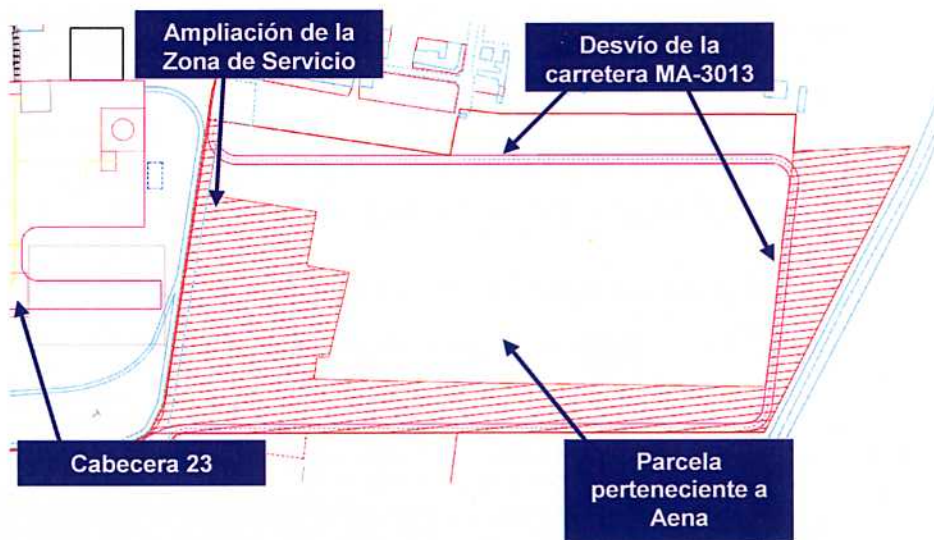 Ampliación de la
Zona de Servicio
Desvío de la
carretera MA-3013
Cabecera 23
Parcela
perteneciente a
Aena